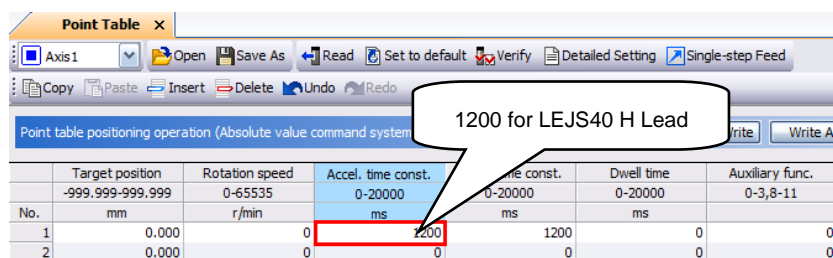 Point Table ×
Axis1 Open Save As Read Set to default Verify Detailed Setting Single-step Feed
Copy Paste Insert Delete Undo Redo
1200 for LEJS40 H Lead
Point table positioning operation (Absolute value command system Write Write A
Target position Rotation speed Accel. time const. me const. Dwell time Auxiliary func.
-999.999-999.999 0-65535 0-20000 0-20000 0-20000 0-3,8-11
No. mm r/min ms ms ms
1 0.000 0 1200 1200 0 0
2 0.000 0 0 0 0 0